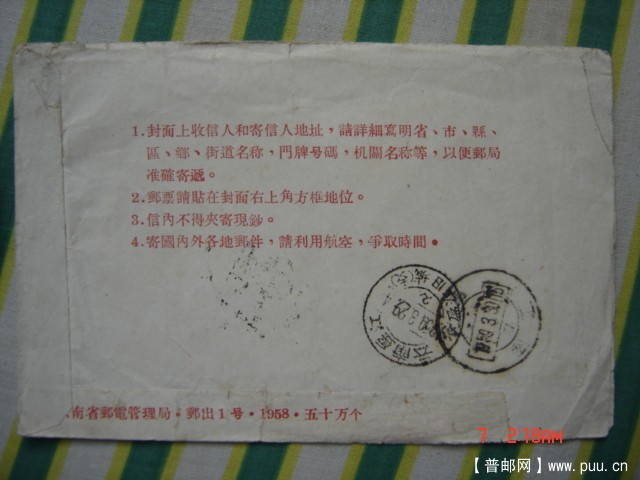 1. 封面上收信人和寄信人地址，請詳細寫明省、市、縣、
區、鄉、街道名称，門牌号碼，机關名称等，以便郵局
准確寄遞。
2. 郵票請貼在封面右上角方框地位。
3. 信內不得夾寄現鈔。
4. 寄國內外各地郵件，請利用航空，爭取時間。
云南墨江
南省郵電管理局·郵出1号·1958·五十万个
7 2:18AM
【普邮网】www.puu.cn